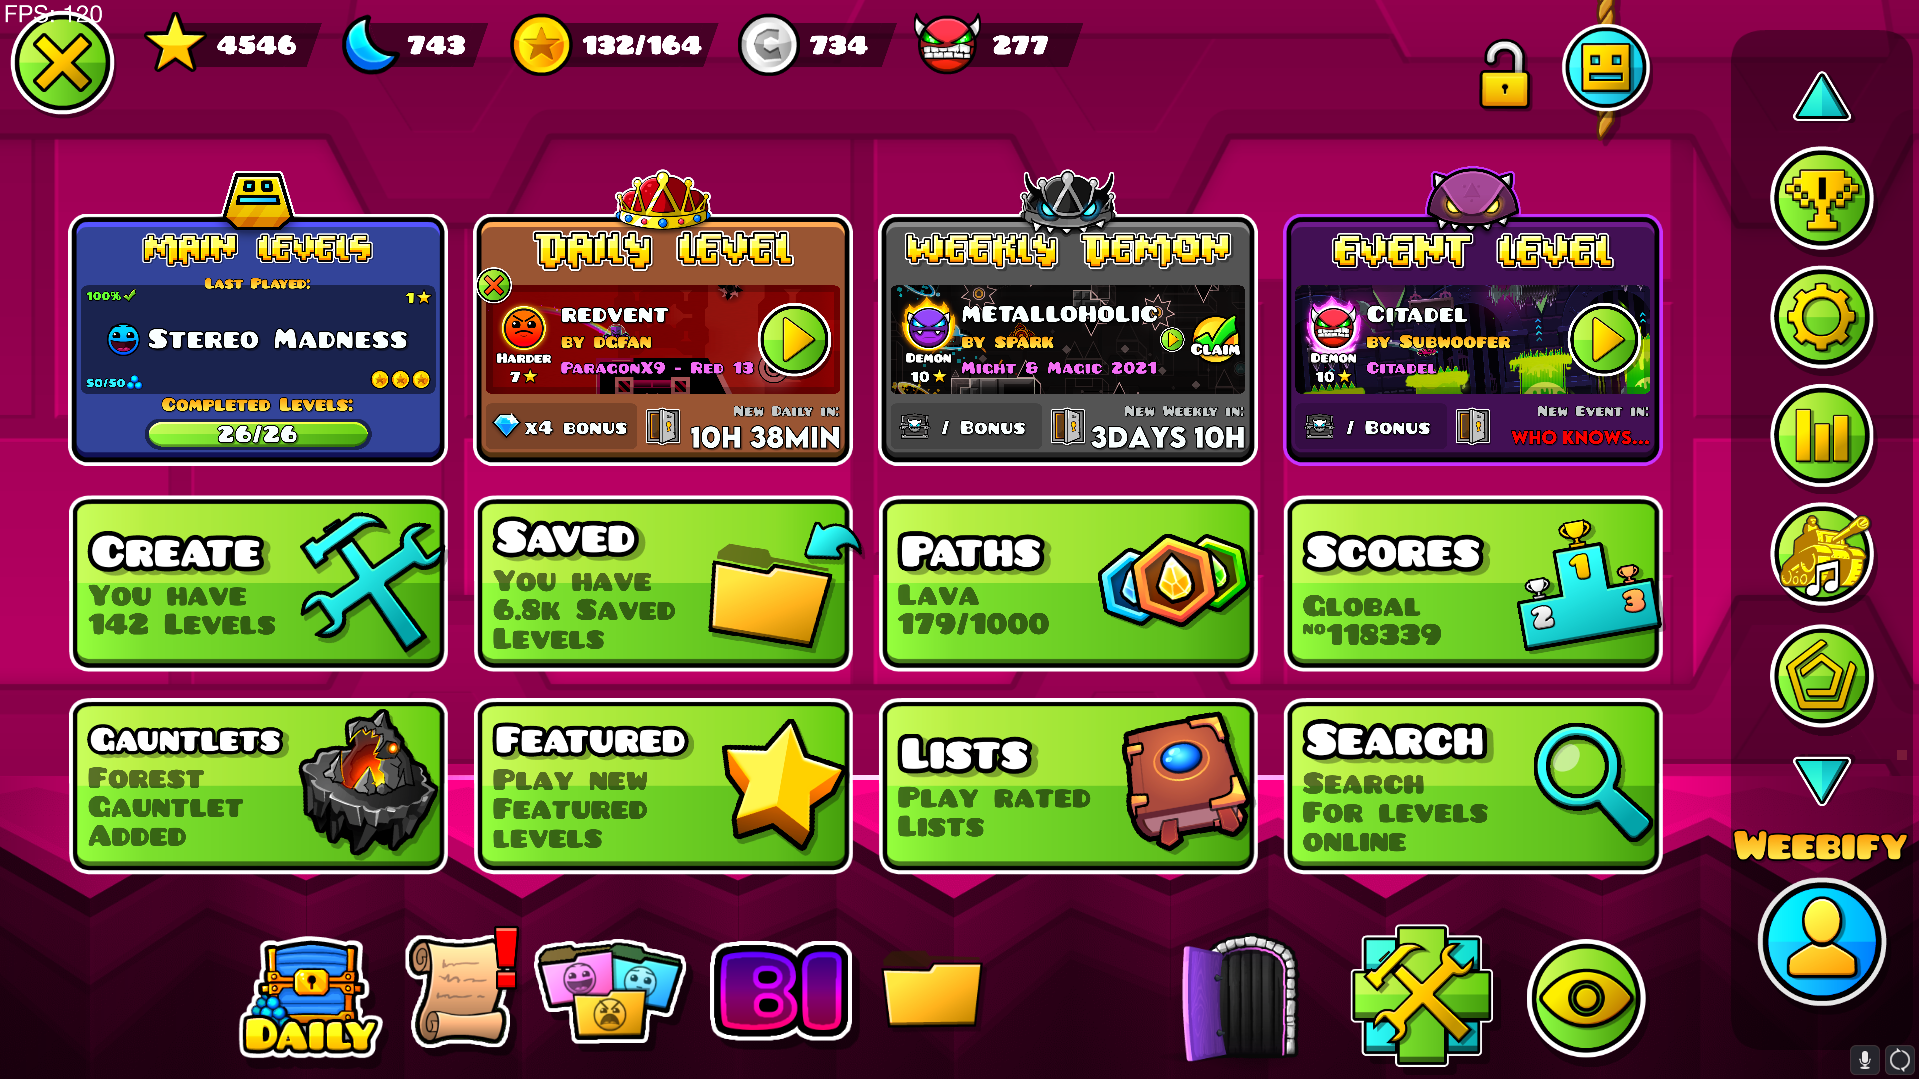 FPS: 120
4546
743
132/164
734
277
Main Levels
Last Played:
100%
1
Stereo Madness
50/50
Completed Levels:
26/26
Daily Level
Redvent
By DCFan
ParagonX9 - Red 13
Harder
7
x4 Bonus
New Daily in:
10h 38min
Weekly Demon
Metalloholic
By Spark
Might & Magic 2021
Demon
10
Claim
/ Bonus
New Weekly in:
3days 10h
Event Level
Citadel
By Subwoofer
Citadel
Demon
10
/ Bonus
New Event in:
Who knows...
Create
You have
142 Levels
Saved
You have
6.8K Saved
Levels
Paths
Lava
179/1000
Scores
Global
No118339
1
2
3
Gauntlets
Forest
Gauntlet
Added
Featured
Play new
Featured
levels
Lists
Play rated
Lists
Search
Search
For levels
online
Weebify
Daily
!
BI